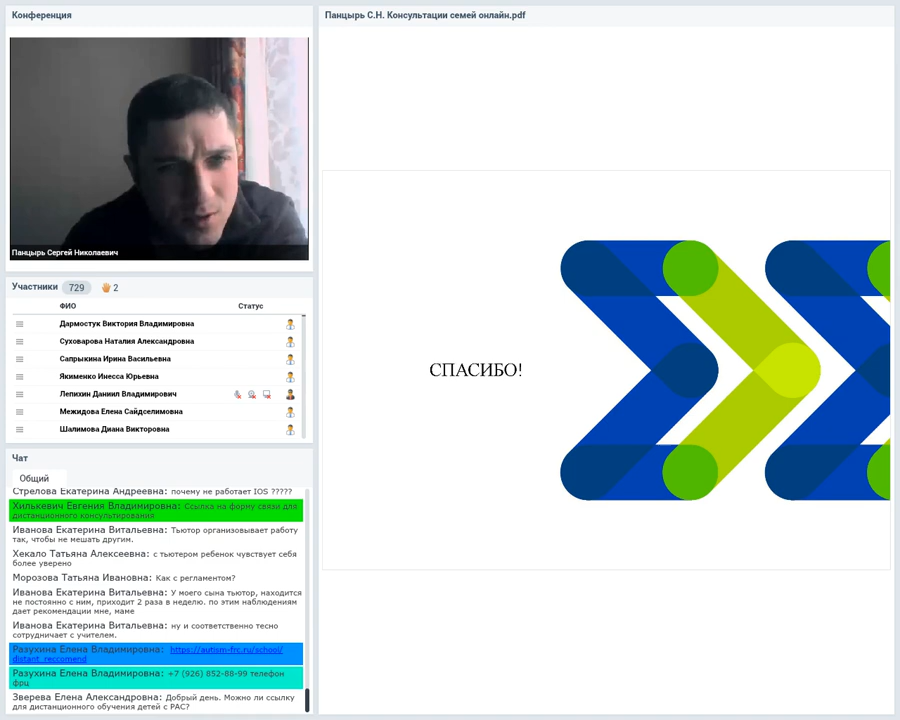 Конференция
Панцырь Сергей Николаевич
Участники 729 2
ФИО Статус
Дармостук Виктория Владимировна
Суховарова Наталия Александровна
Сапрыкина Ирина Васильевна
Якименко Инесса Юрьевна
Лепихин Даниил Владимирович
Межидова Елена Сайдселимовна
Шалимова Диана Викторовна
Чат
Общий
Стрелова Екатерина Андреевна: почему не работает IOS ?????
Хилькевич Евгения Владимировна: Ссылка на форму связи для
дистанционного консультирования
Иванова Екатерина Витальевна: Тьютор организовывает работу
так, чтобы не мешать другим.
Хекало Татьяна Алексеевна: с тьютером ребенок чувствует себя
более уверено
Морозова Татьяна Ивановна: Как с регламентом?
Иванова Екатерина Витальевна: У моего сына тьютор, находится
не постоянно с ним, приходит 2 раза в неделю. по этим наблюдениям
дает рекомендации мне, маме
Иванова Екатерина Витальевна: ну и соответственно тесно
сотрудничает с учителем.
Разухина Елена Владимировна: https://autism-frc.ru/school/
distant_reccomend
Разухина Елена Владимировна: +7 (926) 852-88-99 телефон
фрц
Зверева Елена Александровна: Добрый день. Можно ли ссылку
для дистанционного обучения детей с РАС?
Панцырь С.Н. Консультации семей онлайн.pdf
СПАСИБО!